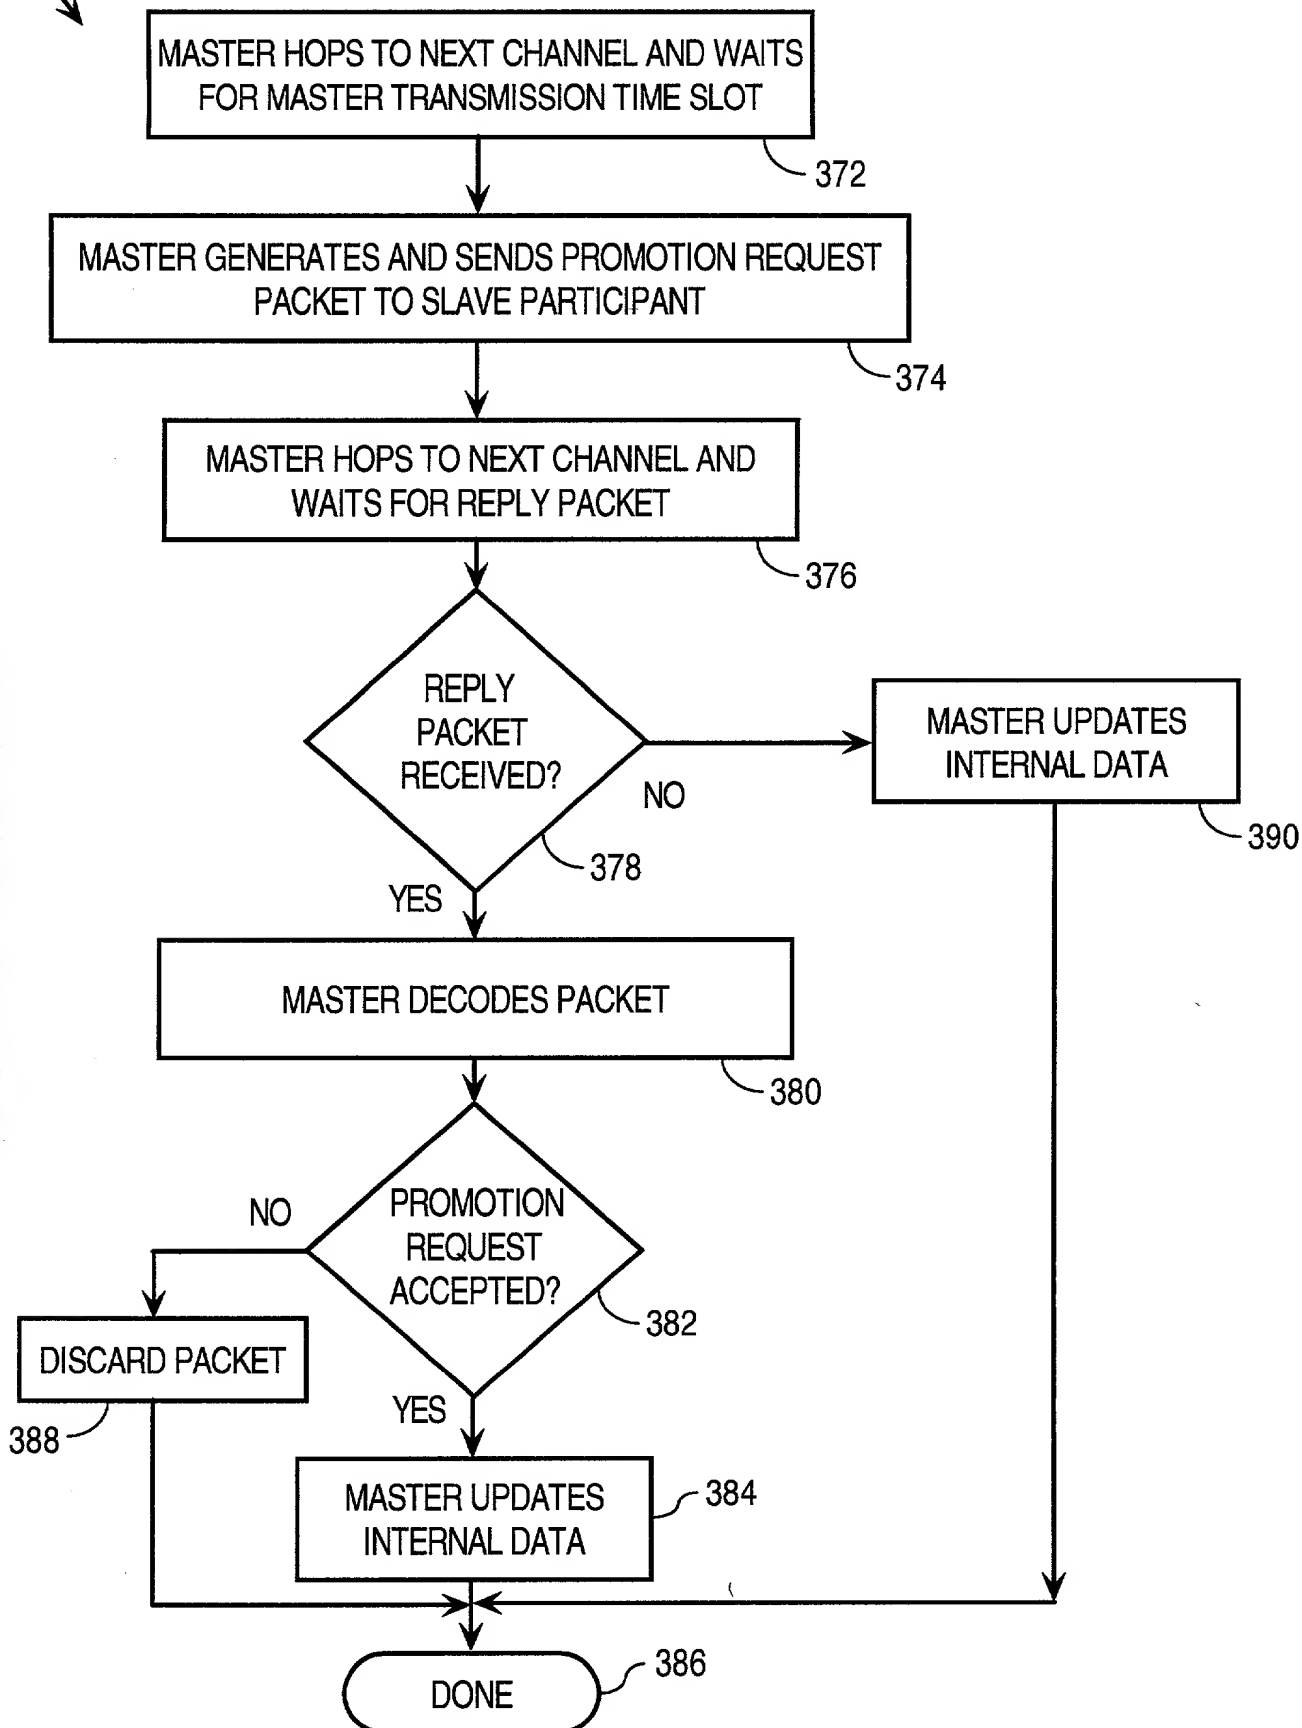 MASTER HOPS TO NEXT CHANNEL AND WAITS
FOR MASTER TRANSMISSION TIME SLOT
372
MASTER GENERATES AND SENDS PROMOTION REQUEST
PACKET TO SLAVE PARTICIPANT
374
MASTER HOPS TO NEXT CHANNEL AND
WAITS FOR REPLY PACKET
376
REPLY
PACKET
RECEIVED?
NO
378
YES
MASTER UPDATES
INTERNAL DATA
390
MASTER DECODES PACKET
380
PROMOTION
REQUEST
ACCEPTED?
NO
382
DISCARD PACKET
388
YES
MASTER UPDATES
INTERNAL DATA
384
DONE
386